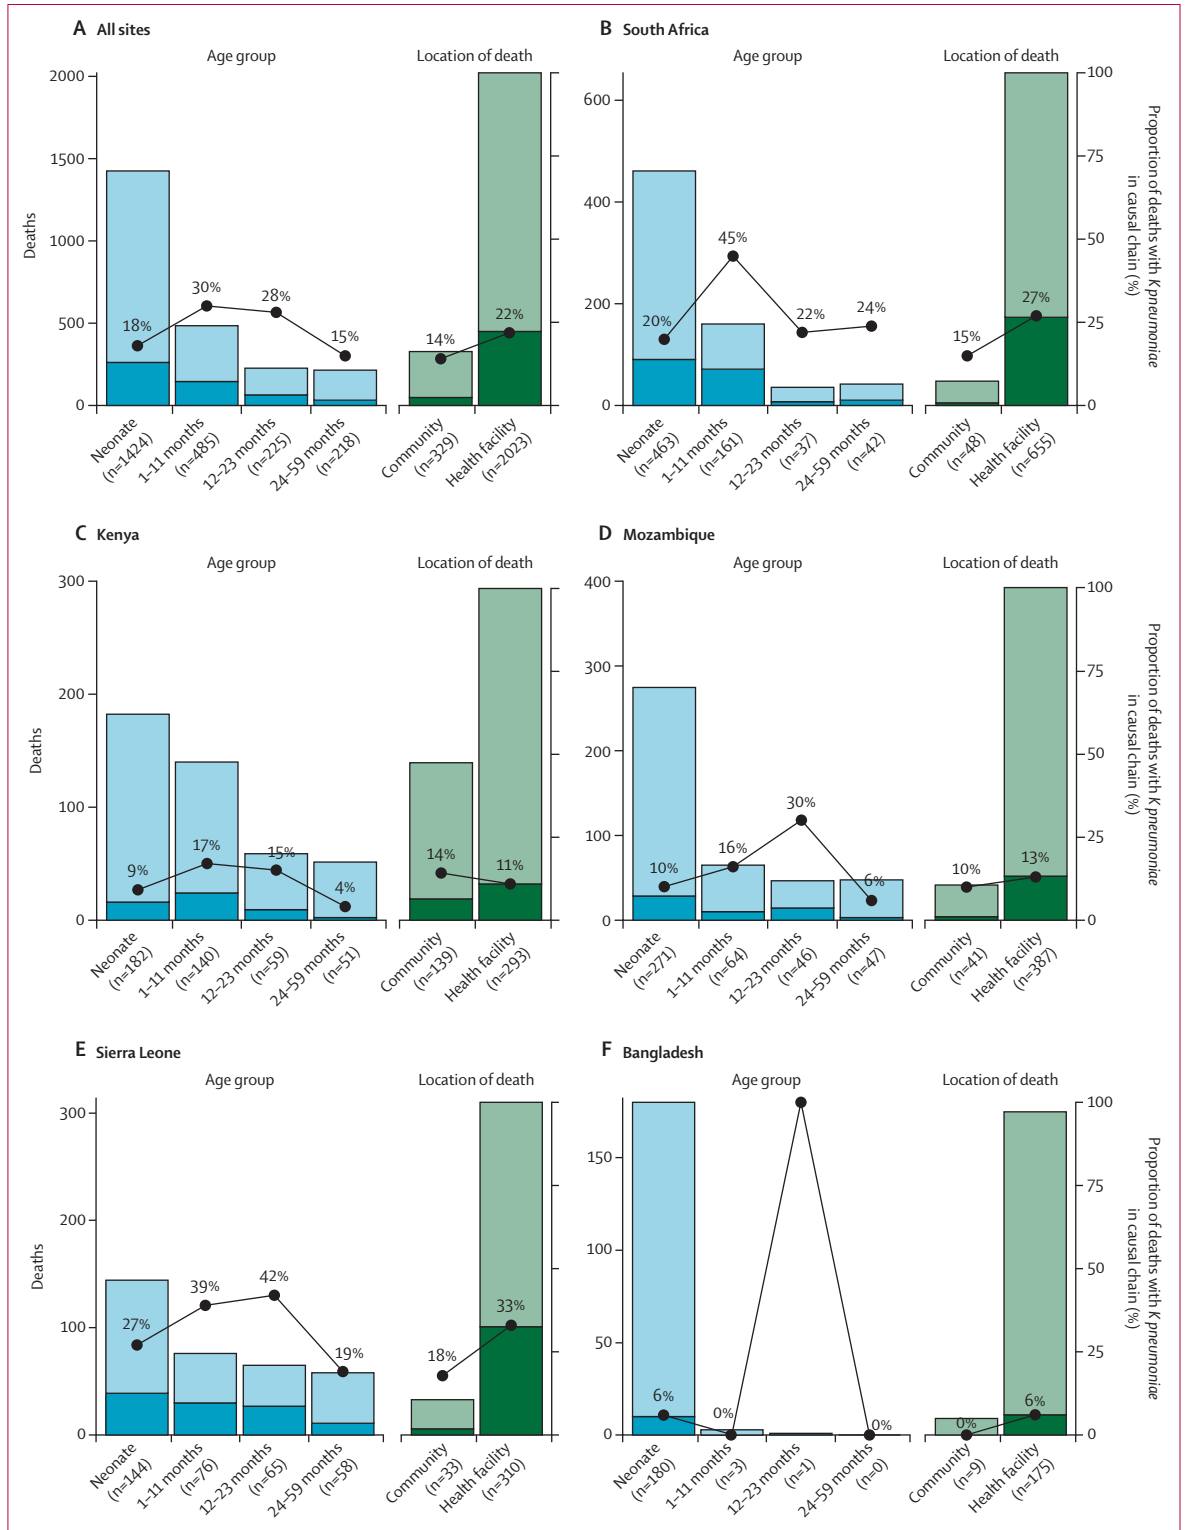 A All sites
Age group
Location of death
Deaths
2000
1500
1000
500
0
18%
30%
28%
15%
14%
22%
Neonate
(n=1424)
1–11 months
(n=485)
12–23 months
(n=225)
24–59 months
(n=218)
Community
(n=329)
Health facility
(n=2023)
B South Africa
Age group
Location of death
600
400
200
0
20%
45%
22%
24%
15%
27%
100
75
50
25
0
Proportion of deaths with K pneumoniae
in causal chain (%)
Neonate
(n=463)
1–11 months
(n=161)
12–23 months
(n=37)
24–59 months
(n=42)
Community
(n=48)
Health facility
(n=655)
C Kenya
Age group
Location of death
Deaths
300
200
100
0
9%
17%
15%
4%
14%
11%
Neonate
(n=182)
1–11 months
(n=140)
12–23 months
(n=59)
24–59 months
(n=51)
Community
(n=139)
Health facility
(n=293)
D Mozambique
Age group
Location of death
400
300
200
100
0
10%
16%
30%
6%
10%
13%
100
75
50
25
0
Proportion of deaths with K pneumoniae
in causal chain (%)
Neonate
(n=271)
1–11 months
(n=64)
12–23 months
(n=46)
24–59 months
(n=47)
Community
(n=41)
Health facility
(n=387)
E Sierra Leone
Age group
Location of death
Deaths
300
200
100
0
27%
39%
42%
19%
18%
33%
Neonate
(n=144)
1–11 months
(n=76)
12–23 months
(n=65)
24–59 months
(n=58)
Community
(n=33)
Health facility
(n=310)
F Bangladesh
Age group
Location of death
150
100
50
0
6%
0%
0%
0%
6%
100
75
50
25
0
Proportion of deaths with K pneumoniae
in causal chain (%)
Neonate
(n=180)
1–11 months
(n=3)
12–23 months
(n=1)
24–59 months
(n=0)
Community
(n=9)
Health facility
(n=175)